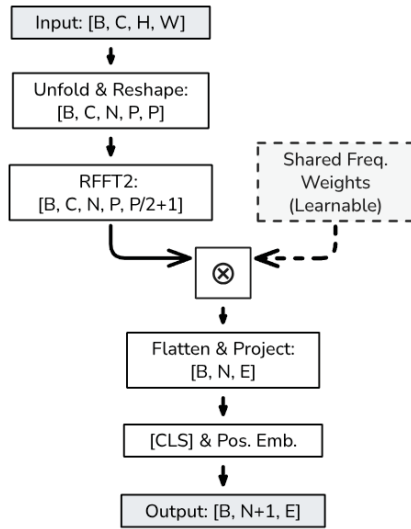 Input: [B, C, H, W]
Unfold & Reshape:
[B, C, N, P, P]
RFFT2:
[B, C, N, P, P/2+1]
Shared Freq.
Weights
(Learnable)
⊗
Flatten & Project:
[B, N, E]
[CLS] & Pos. Emb.
Output: [B, N+1, E]